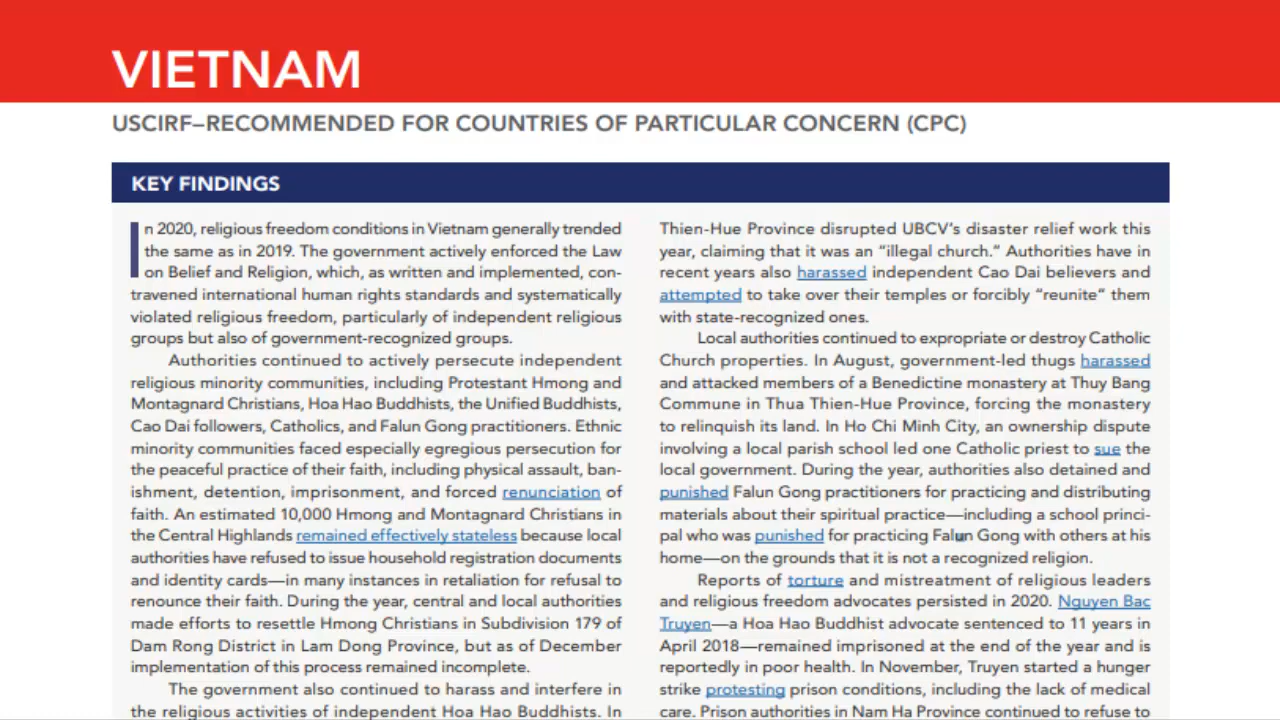 VIETNAM
USCIRF–RECOMMENDED FOR COUNTRIES OF PARTICULAR CONCERN (CPC)
KEY FINDINGS
In 2020, religious freedom conditions in Vietnam generally trended
the same as in 2019. The government actively enforced the Law
on Belief and Religion, which, as written and implemented, con-
travened international human rights standards and systematically
violated religious freedom, particularly of independent religious
groups but also of government-recognized groups.
Authorities continued to actively persecute independent
religious minority communities, including Protestant Hmong and
Montagnard Christians, Hoa Hao Buddhists, the Unified Buddhists,
Cao Dai followers, Catholics, and Falun Gong practitioners. Ethnic
minority communities faced especially egregious persecution for
the peaceful practice of their faith, including physical assault, ban-
ishment, detention, imprisonment, and forced renunciation of
faith. An estimated 10,000 Hmong and Montagnard Christians in
the Central Highlands remained effectively stateless because local
authorities have refused to issue household registration documents
and identity cards—in many instances in retaliation for refusal to
renounce their faith. During the year, central and local authorities
made efforts to resettle Hmong Christians in Subdivision 179 of
Dam Rong District in Lam Dong Province, but as of December
implementation of this process remained incomplete.
The government also continued to harass and interfere in
the religious activities of independent Hoa Hao Buddhists. In
Thien-Hue Province disrupted UBCV's disaster relief work this
year, claiming that it was an "illegal church." Authorities have in
recent years also harassed independent Cao Dai believers and
attempted to take over their temples or forcibly "reunite" them
with state-recognized ones.
Local authorities continued to expropriate or destroy Catholic
Church properties. In August, government-led thugs harassed
and attacked members of a Benedictine monastery at Thuy Bang
Commune in Thua Thien-Hue Province, forcing the monastery
to relinquish its land. In Ho Chi Minh City, an ownership dispute
involving a local parish school led one Catholic priest to sue the
local government. During the year, authorities also detained and
punished Falun Gong practitioners for practicing and distributing
materials about their spiritual practice—including a school princi-
pal who was punished for practicing Falun Gong with others at his
home—on the grounds that it is not a recognized religion.
Reports of torture and mistreatment of religious leaders
and religious freedom advocates persisted in 2020. Nguyen Bac
Truyen—a Hoa Hao Buddhist advocate sentenced to 11 years in
April 2018—remained imprisoned at the end of the year and is
reportedly in poor health. In November, Truyen started a hunger
strike protesting prison conditions, including the lack of medical
care. Prison authorities in Nam Ha Province continued to refuse to